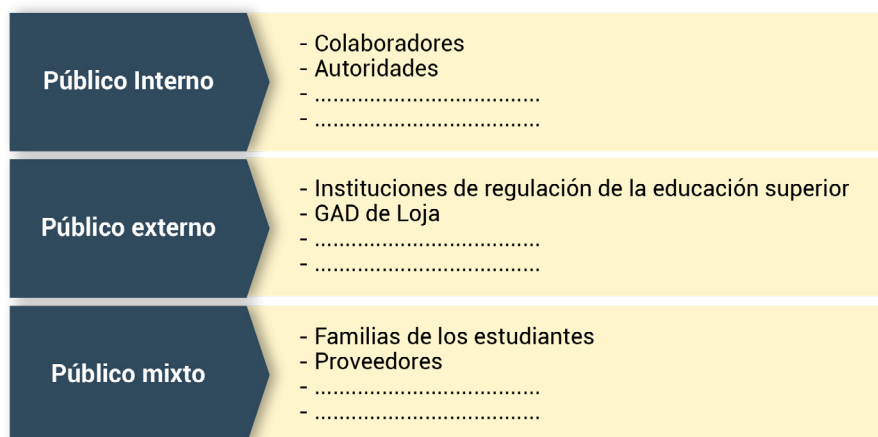 Público Interno
- Colaboradores
- Autoridades
- ......................................
- ......................................
Público externo
- Instituciones de regulación de la educación superior
- GAD de Loja
- ......................................
- ......................................
Público mixto
- Familias de los estudiantes
- Proveedores
- ......................................
- ......................................